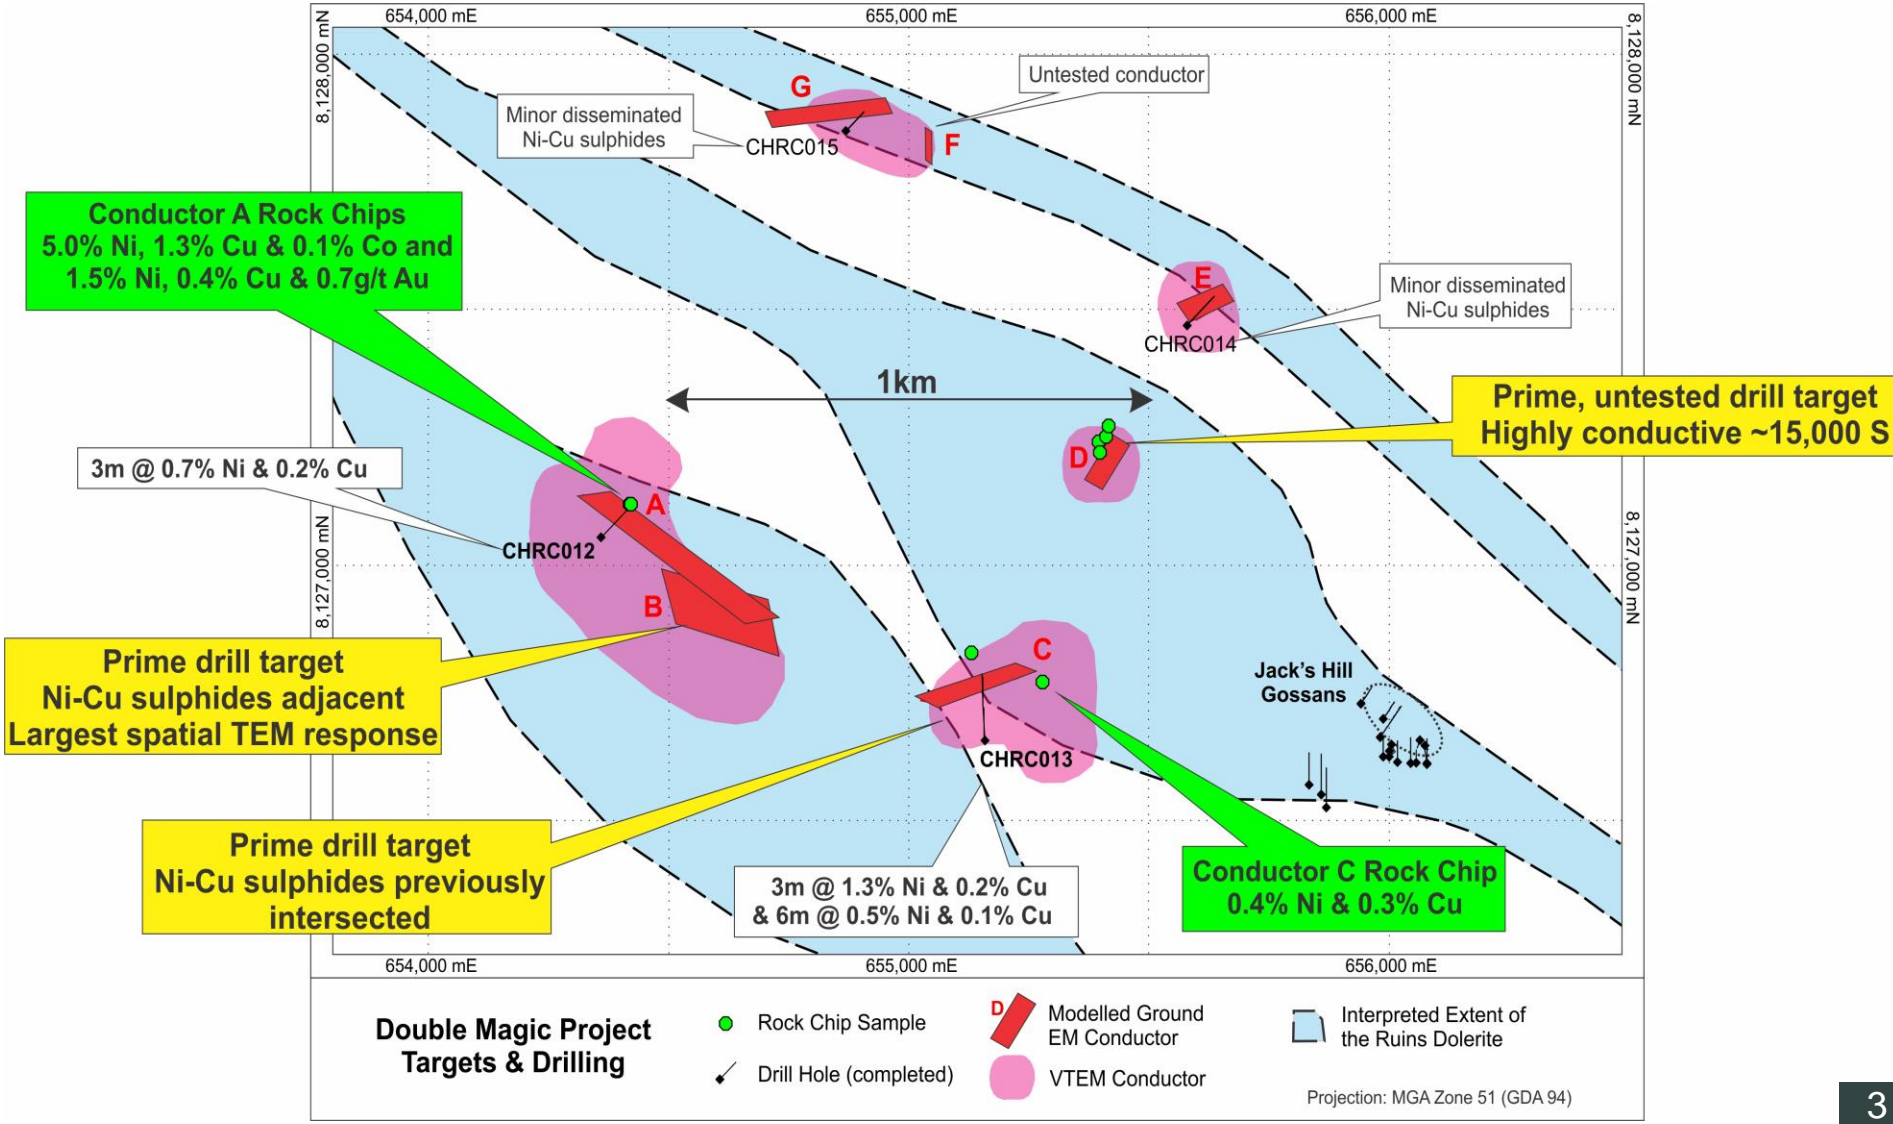 654,000 mE
655,000 mE
656,000 mE
8,128,000 mN
8,128,000 mN
G
Untested conductor
Minor disseminated
Ni-Cu sulphides
CHRC015
F
Conductor A Rock Chips
5.0% Ni, 1.3% Cu & 0.1% Co and
1.5% Ni, 0.4% Cu & 0.7g/t Au
E
Minor disseminated
Ni-Cu sulphides
CHRC014
1km
Prime, untested drill target
Highly conductive ~15,000 S
D
3m @ 0.7% Ni & 0.2% Cu
A
CHRC012
8,127,000 mN
8,127,000 mN
B
Prime drill target
Ni-Cu sulphides adjacent
Largest spatial TEM response
C
Jack's Hill
Gossans
CHRC013
Prime drill target
Ni-Cu sulphides previously
intersected
3m @ 1.3% Ni & 0.2% Cu
& 6m @ 0.5% Ni & 0.1% Cu
Conductor C Rock Chip
0.4% Ni & 0.3% Cu
654,000 mE
655,000 mE
656,000 mE
Double Magic Project
Targets & Drilling
Rock Chip Sample
Drill Hole (completed)
D
Modelled Ground
EM Conductor
VTEM Conductor
Interpreted Extent of
the Ruins Dolerite
Projection: MGA Zone 51 (GDA 94)
3